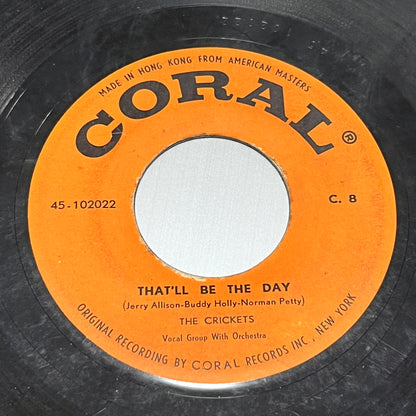 MADE IN HONG KONG FROM AMERICAN MASTERS
CORAL®
45-102022
C. 8
THAT'LL BE THE DAY
(Jerry Allison-Buddy Holly-Norman Petty)
THE CRICKETS
Vocal Group With Orchestra
ORIGINAL RECORDING BY CORAL RECORDS INC., NEW YORK